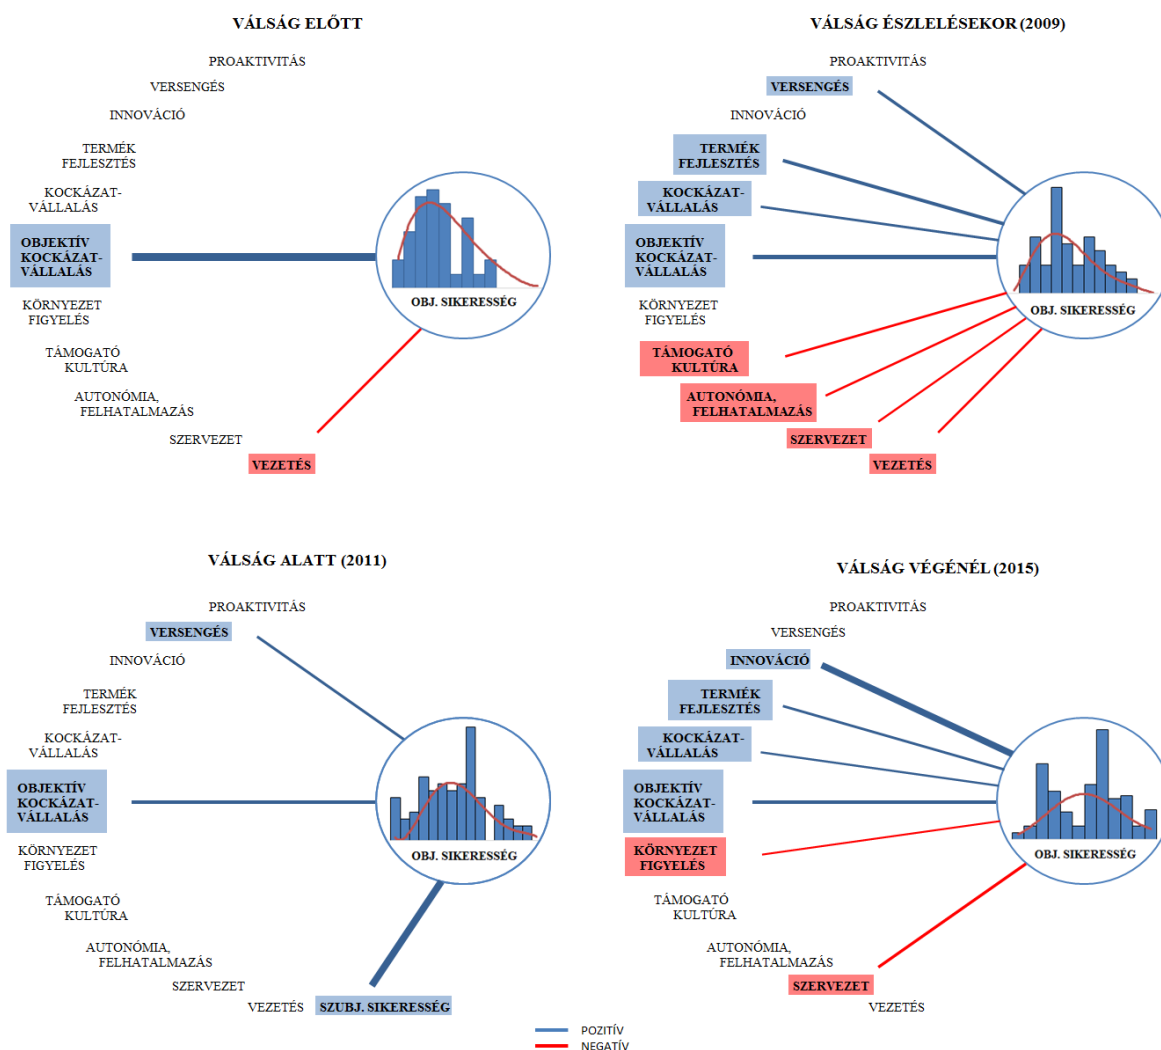 VÁLSÁG ELŐTT
PROAKTIVITÁS
VERSENGÉS
INNOVÁCIÓ
TERMÉK
FEJLESZTÉS
KOCKÁZAT-
VÁLLALÁS
OBJEKTÍV
KOCKÁZAT-
VÁLLALÁS
KÖRNYEZET
FIGYELÉS
TÁMOGATÓ
KULTÚRA
AUTONÓMIA,
FELHATALMAZÁS
SZERVEZET
VEZETÉS
OBJ. SIKERESSÉG
VÁLSÁG ÉSZLELÉSEKOR (2009)
PROAKTIVITÁS
VERSENGÉS
INNOVÁCIÓ
TERMÉK
FEJLESZTÉS
KOCKÁZAT-
VÁLLALÁS
OBJEKTÍV
KOCKÁZAT-
VÁLLALÁS
KÖRNYEZET
FIGYELÉS
TÁMOGATÓ
KULTÚRA
AUTONÓMIA,
FELHATALMAZÁS
SZERVEZET
VEZETÉS
OBJ. SIKERESSÉG
VÁLSÁG ALATT (2011)
PROAKTIVITÁS
VERSENGÉS
INNOVÁCIÓ
TERMÉK
FEJLESZTÉS
KOCKÁZAT-
VÁLLALÁS
OBJEKTÍV
KOCKÁZAT-
VÁLLALÁS
KÖRNYEZET
FIGYELÉS
TÁMOGATÓ
KULTÚRA
AUTONÓMIA,
FELHATALMAZÁS
SZERVEZET
VEZETÉS
SZUBJ. SIKERESSÉG
OBJ. SIKERESSÉG
VÁLSÁG VÉGÉNÉL (2015)
PROAKTIVITÁS
VERSENGÉS
INNOVÁCIÓ
TERMÉK
FEJLESZTÉS
KOCKÁZAT-
VÁLLALÁS
OBJEKTÍV
KOCKÁZAT-
VÁLLALÁS
KÖRNYEZET
FIGYELÉS
TÁMOGATÓ
KULTÚRA
AUTONÓMIA,
FELHATALMAZÁS
SZERVEZET
VEZETÉS
OBJ. SIKERESSÉG
POZITÍV
NEGATÍV